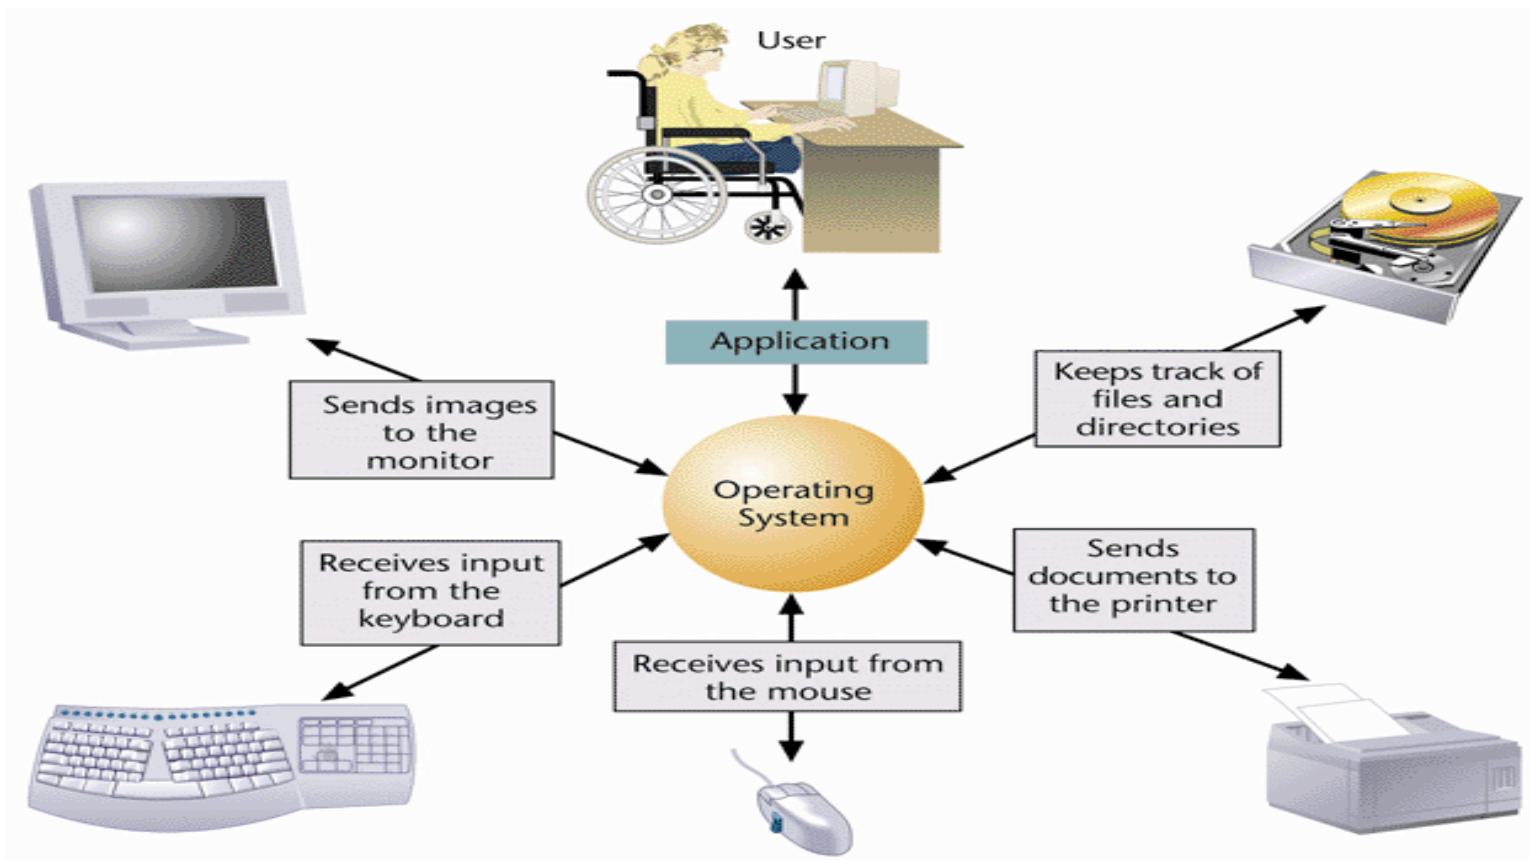 User
Application
Keeps track of
files and
directories
Sends images
to the
monitor
Operating
System
Sends
documents to
the printer
Receives input
from the
keyboard
Receives input from
the mouse